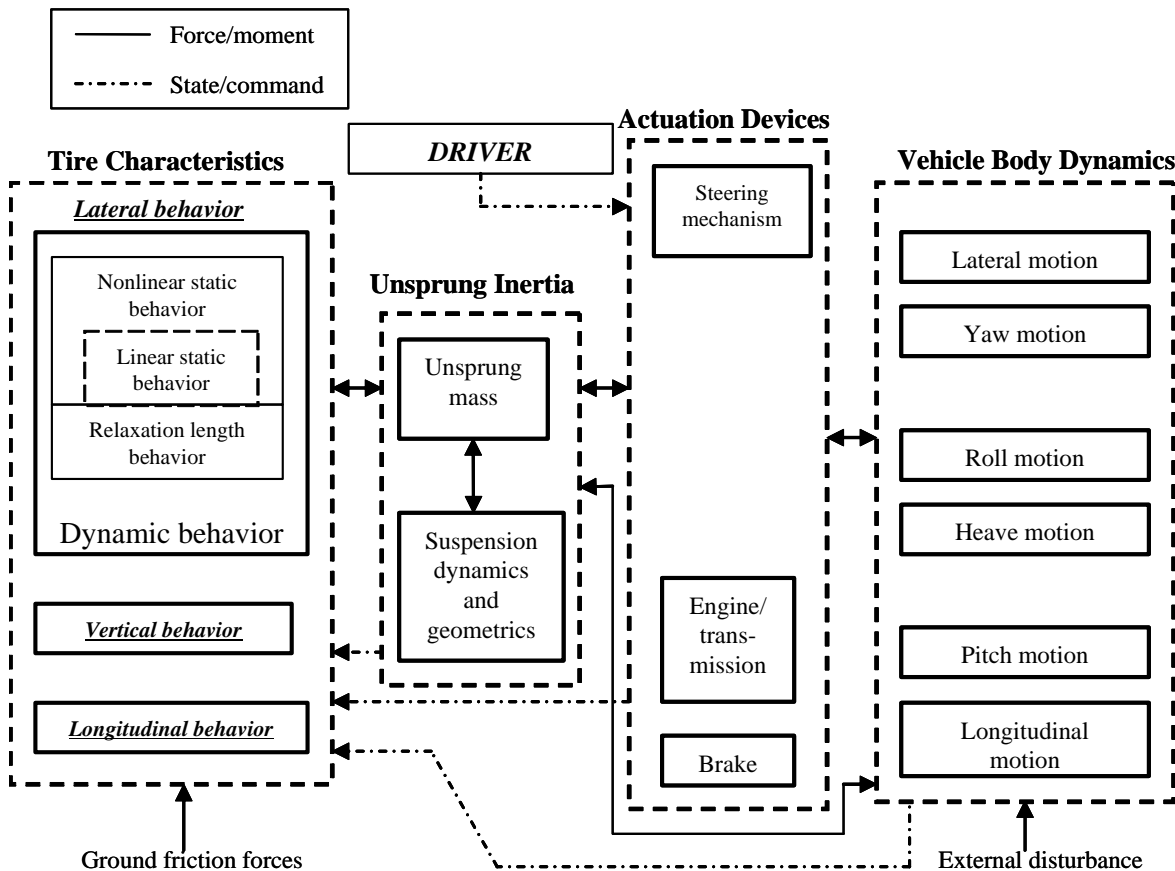 Force/moment
State/command
DRIVER
Tire Characteristics
Lateral behavior
Nonlinear static
behavior
Linear static
behavior
Relaxation length
behavior
Dynamic behavior
Vertical behavior
Longitudinal behavior
Ground friction forces
Unsprung Inertia
Unsprung
mass
Suspension
dynamics
and
geometrics
Actuation Devices
Steering
mechanism
Engine/
trans-
mission
Brake
Vehicle Body Dynamics
Lateral motion
Yaw motion
Roll motion
Heave motion
Pitch motion
Longitudinal
motion
External disturbance